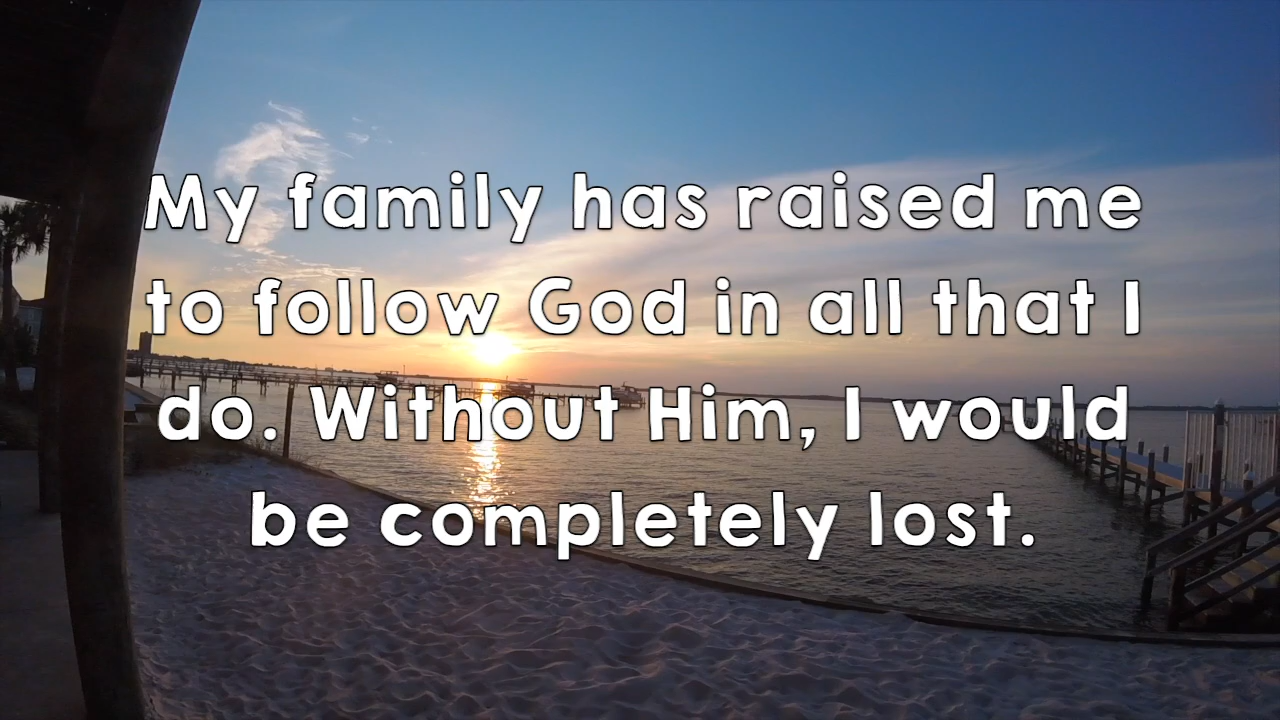 My family has raised me
to follow God in all that I
do. Without Him, I would
be completely lost.